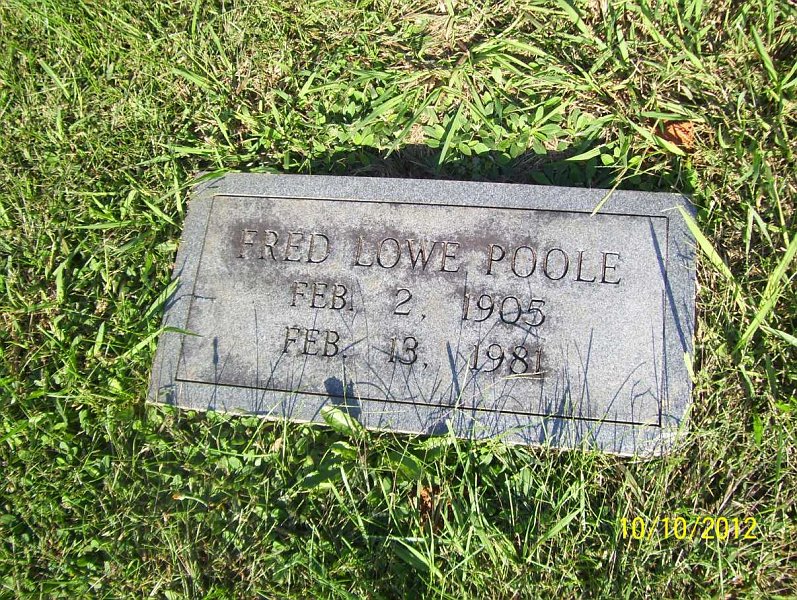 FRED LOWE POOLE
FEB. 2, 1905
FEB. 13, 1981
10/10/2012